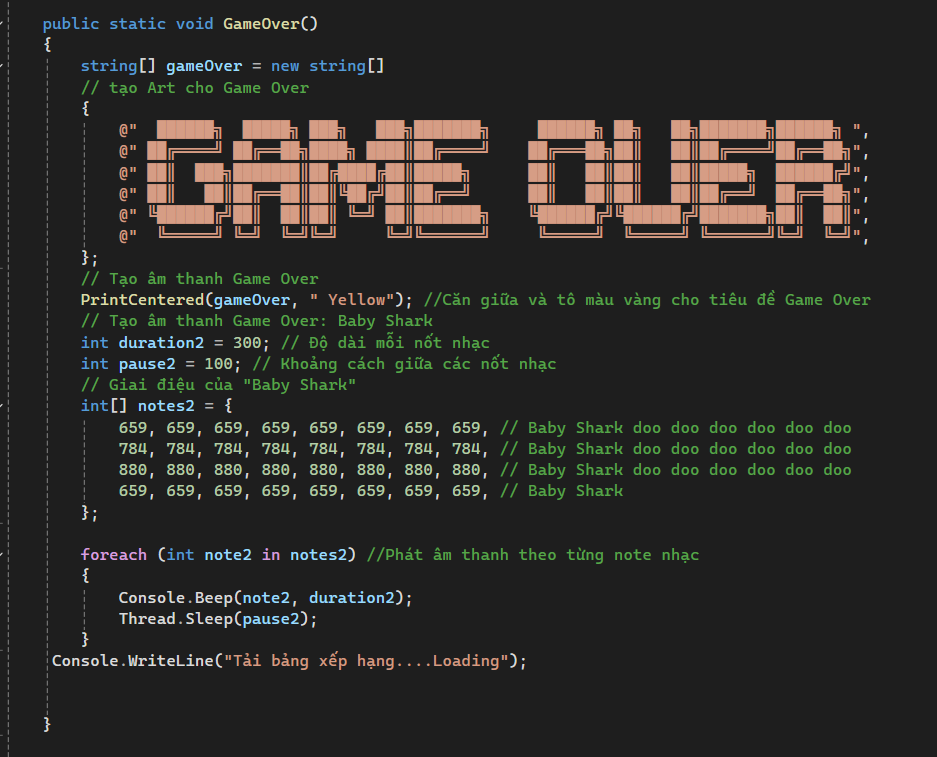 public static void GameOver()
{
string[] gameOver = new string[]
// tạo Art cho Game Over
{
@"  ██████╗  █████╗ ███╗   ███╗███████╗     ██████╗ ██╗   ██╗███████╗██████╗ ",
@" ██╔════╝ ██╔══██╗████╗ ████║██╔════╝    ██╔═══██╗██║   ██║██╔════╝██╔══██╗",
@" ██║  ███╗███████║██╔████╔██║█████╗      ██║   ██║██║   ██║█████╗  ██████╔╝",
@" ██║   ██║██╔══██║██║╚██╔╝██║██╔══╝      ██║   ██║██║   ██║██╔══╝  ██╔══██╗",
@" ╚██████╔╝██║  ██║██║ ╚═╝ ██║███████╗    ╚██████╔╝╚██████╔╝███████╗██║  ██║",
@"  ╚═════╝ ╚═╝  ╚═╝╚═╝     ╚═╝╚══════╝     ╚═════╝  ╚═════╝ ╚══════╝╚═╝  ╚═╝",
};
// Tạo âm thanh Game Over
PrintCentered(gameOver, " Yellow"); //Căn giữa và tô màu vàng cho tiêu đề Game Over
// Tạo âm thanh Game Over: Baby Shark
int duration2 = 300; // Độ dài mỗi nốt nhạc
int pause2 = 100; // Khoảng cách giữa các nốt nhạc
// Giai điệu của "Baby Shark"
int[] notes2 = {
659, 659, 659, 659, 659, 659, 659, 659, // Baby Shark doo doo doo doo doo doo
784, 784, 784, 784, 784, 784, 784, 784, // Baby Shark doo doo doo doo doo doo
880, 880, 880, 880, 880, 880, 880, 880, // Baby Shark doo doo doo doo doo doo
659, 659, 659, 659, 659, 659, 659, 659, // Baby Shark
};
foreach (int note2 in notes2) //Phát âm thanh theo từng note nhạc
{
Console.Beep(note2, duration2);
Thread.Sleep(pause2);
}
Console.WriteLine("Tải bảng xếp hạng....Loading");
}